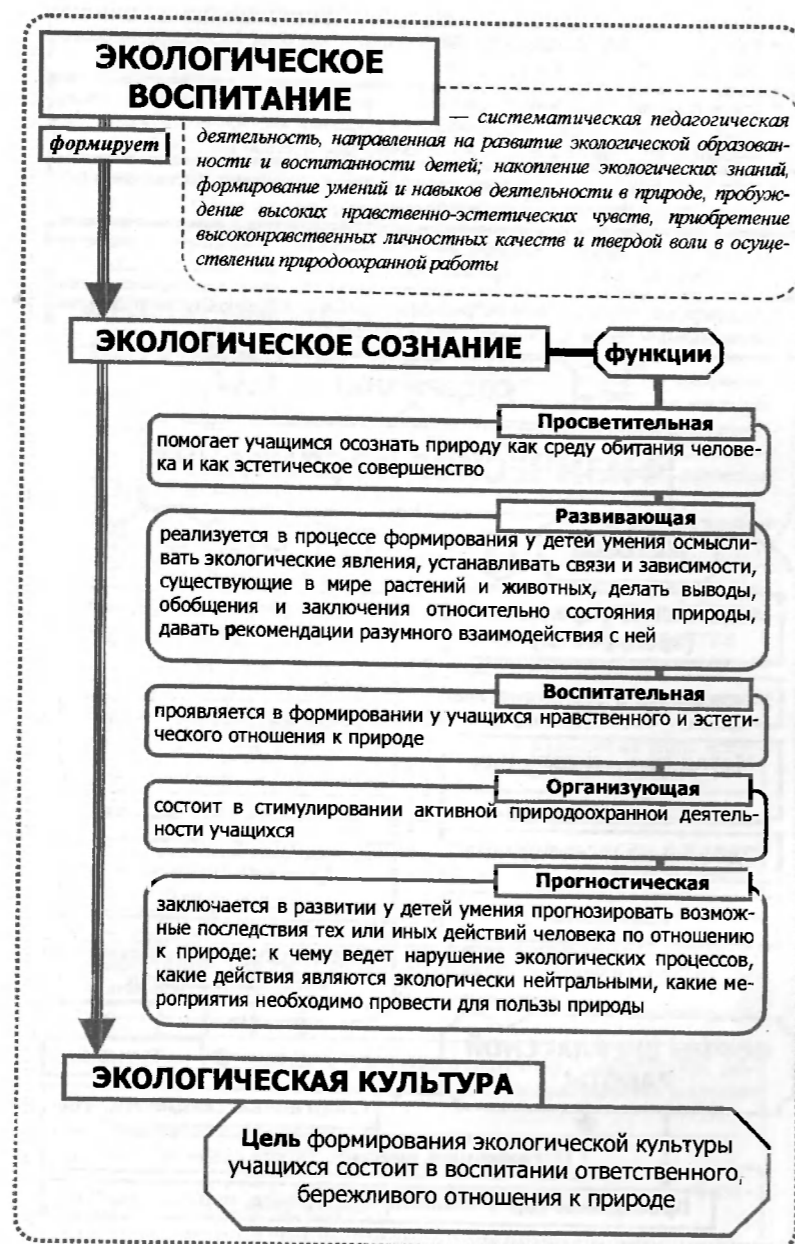 ЭКОЛОГИЧЕСКОЕ
ВОСПИТАНИЕ
формирует
— систематическая педагогическая
деятельность, направленная на развитие экологической образован-
ности и воспитанности детей; накопление экологических знаний,
формирование умений и навыков деятельности в природе, пробуж-
дение высоких нравственно-эстетических чувств, приобретение
высоконравственных личностных качеств и твердой воли в осуще-
ствлении природоохранной работы
ЭКОЛОГИЧЕСКОЕ СОЗНАНИЕ
функции
Просветительная
помогает учащимся осознать природу как среду обитания челове-
ка и как эстетическое совершенство
Развивающая
реализуется в процессе формирования у детей умения осмысли-
вать экологические явления, устанавливать связи и зависимости,
существующие в мире растений и животных, делать выводы,
обобщения и заключения относительно состояния природы,
давать рекомендации разумного взаимодействия с ней
Воспитательная
проявляется в формировании у учащихся нравственного и эстети-
ческого отношения к природе
Организующая
состоит в стимулировании активной природоохранной деятель-
ности учащихся
Прогностическая
заключается в развитии у детей умения прогнозировать возмож-
ные последствия тех или иных действий человека по отношению
к природе: к чему ведет нарушение экологических процессов,
какие действия являются экологически нейтральными, какие ме-
роприятия необходимо провести для пользы природы
ЭКОЛОГИЧЕСКАЯ КУЛЬТУРА
Цель формирования экологической культуры
учащихся состоит в воспитании ответственного,
бережливого отношения к природе